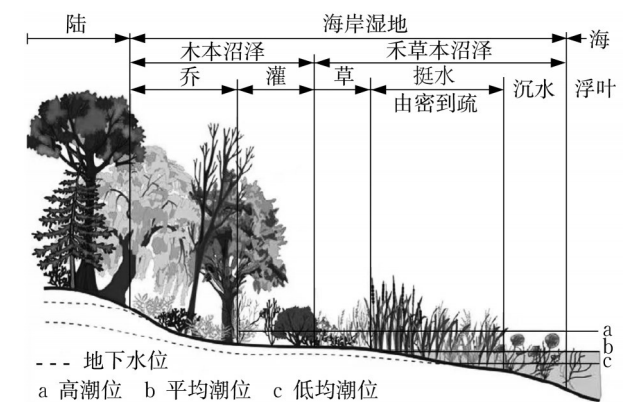 陆 海岸湿地 海
木本沼泽 禾草本沼泽
乔 灌 草 挺水 沉水 浮叶
由密到疏
a
b
c
--- 地下水位
a 高潮位 b 平均潮位 c 低均潮位